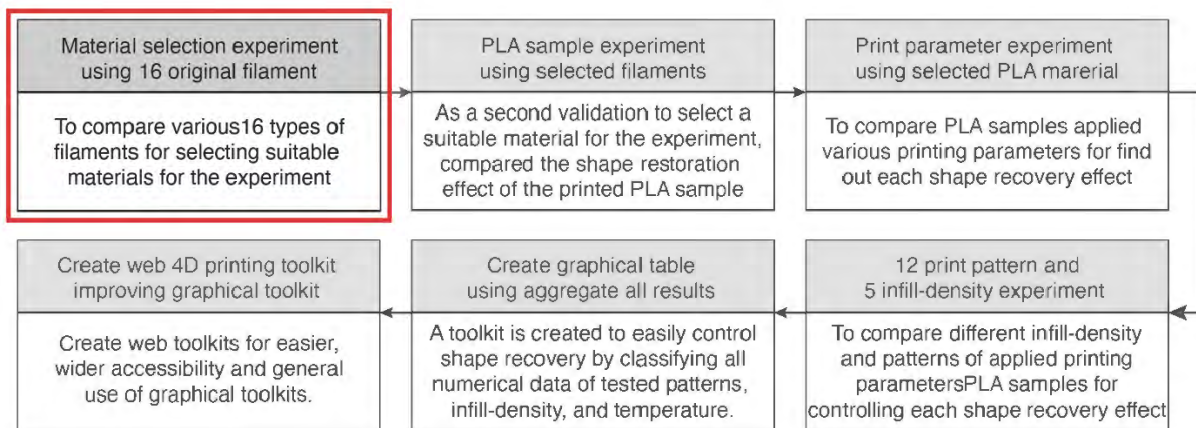 Material selection experiment
using 16 original filament
To compare various16 types of
filaments for selecting suitable
materials for the experiment
PLA sample experiment
using selected filaments
As a second validation to select a
suitable material for the experiment,
compared the shape restoration
effect of the printed PLA sample
Print parameter experiment
using selected PLA marerial
To compare PLA samples applied
various printing parameters for find
out each shape recovery effect
12 print pattern and
5 infill-density experiment
To compare different infill-density
and patterns of applied printing
parametersPLA samples for
controlling each shape recovery effect
Create graphical table
using aggregate all results
A toolkit is created to easily control
shape recovery by classifying all
numerical data of tested patterns,
infill-density, and temperature.
Create web 4D printing toolkit
improving graphical toolkit
Create web toolkits for easier,
wider accessibility and general
use of graphical toolkits.